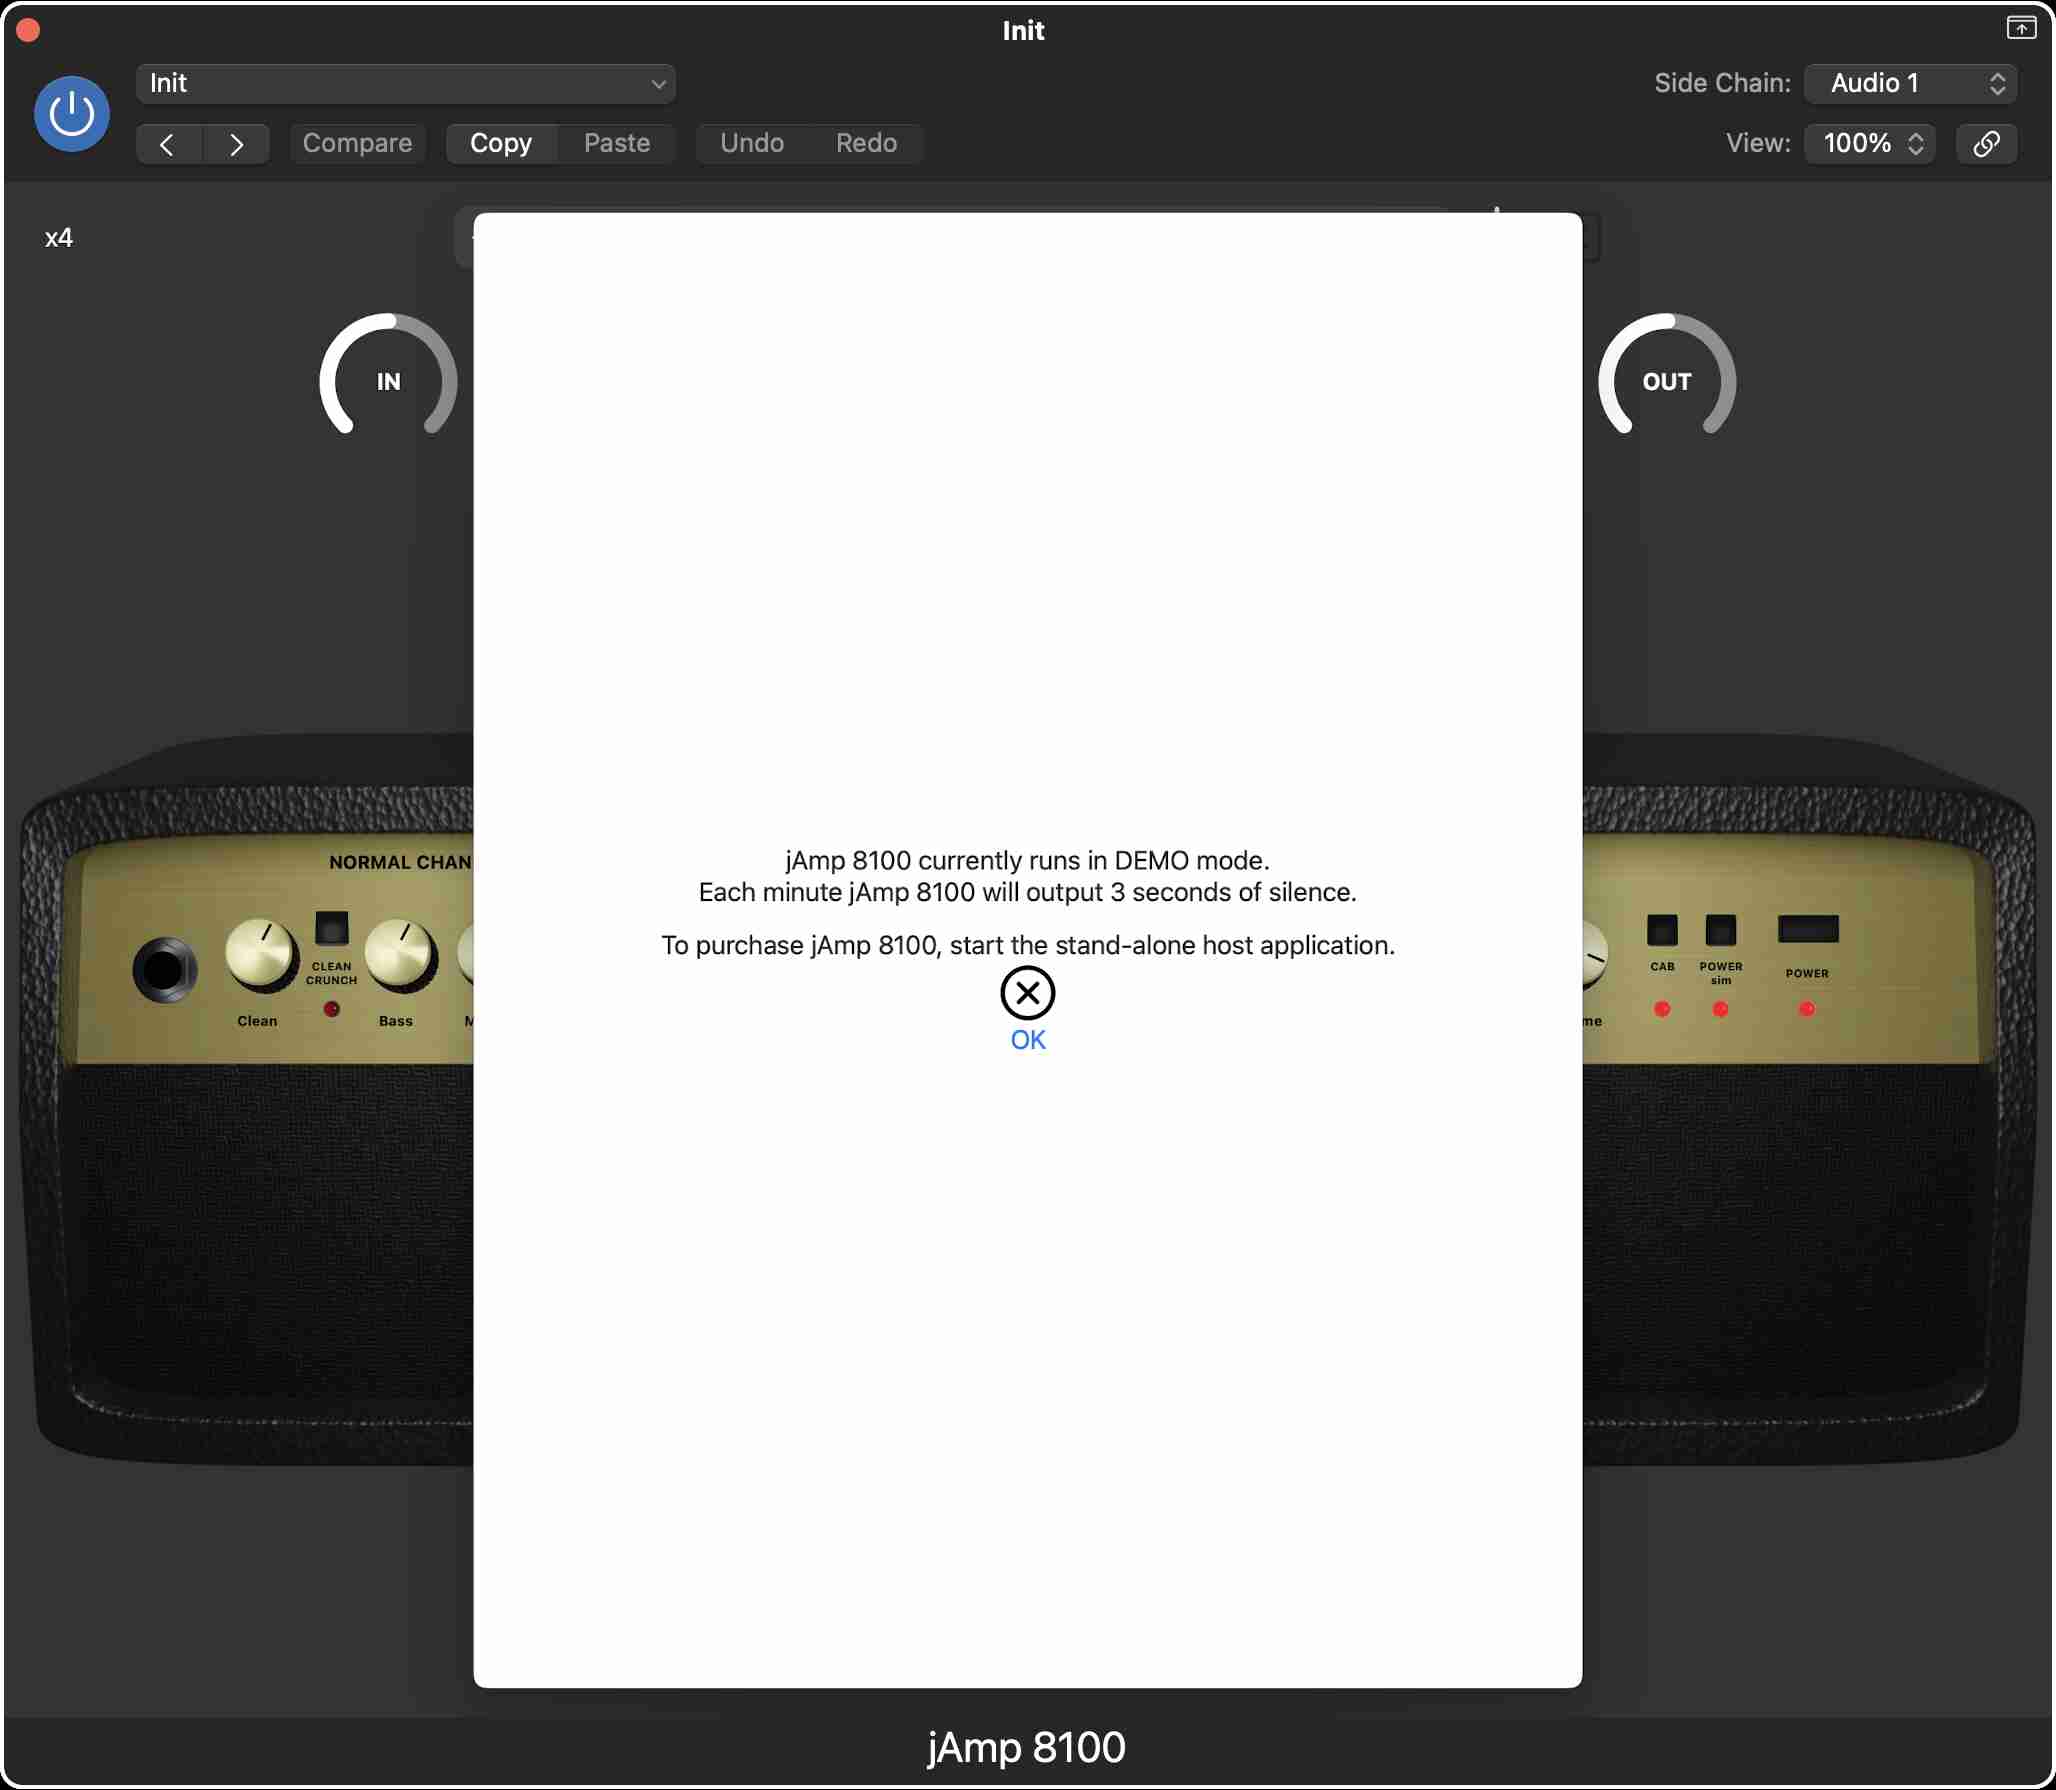 Init
Init
Side Chain:
Audio 1
Compare
Copy
Paste
Undo
Redo
View:
100%
x4
IN
OUT
jAmp 8100 currently runs in DEMO mode.
Each minute jAmp 8100 will output 3 seconds of silence.
To purchase jAmp 8100, start the stand-alone host application.
OK
NORMAL CHAN
CLEAN
CRUNCH
Clean
Bass
M
me
CAB
POWER
sim
POWER
jAmp 8100